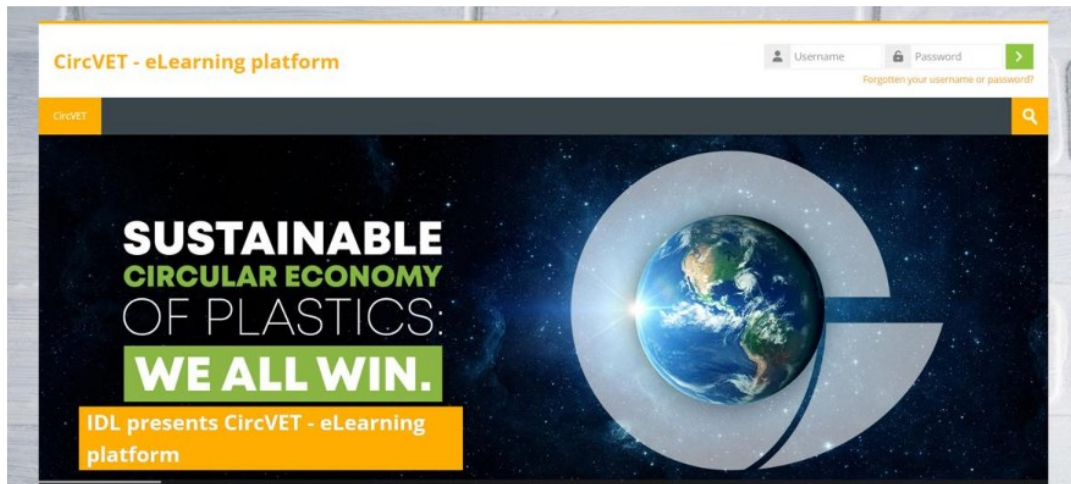 CircVET - eLearning platform
Username
Password
Forgotten your username or password?
CircVET
SUSTAINABLE
CIRCULAR ECONOMY
OF PLASTICS:
WE ALL WIN.
IDL presents CircVET - eLearning
platform